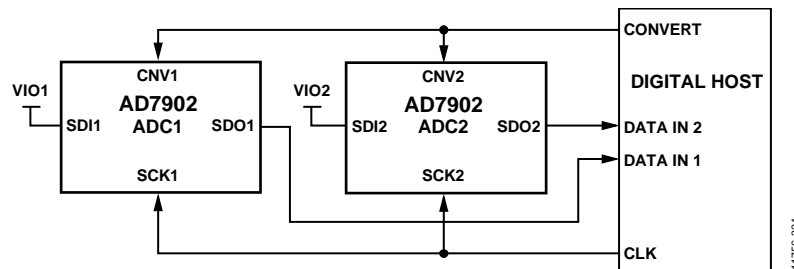 CONVERT
CNV1
CNV2
DIGITAL HOST
VIO1
VIO2
AD7902
AD7902
SDI1
ADC1
SDO1
SDI2
ADC2
SDO2
DATA IN 2
DATA IN 1
SCK1
SCK2
CLK